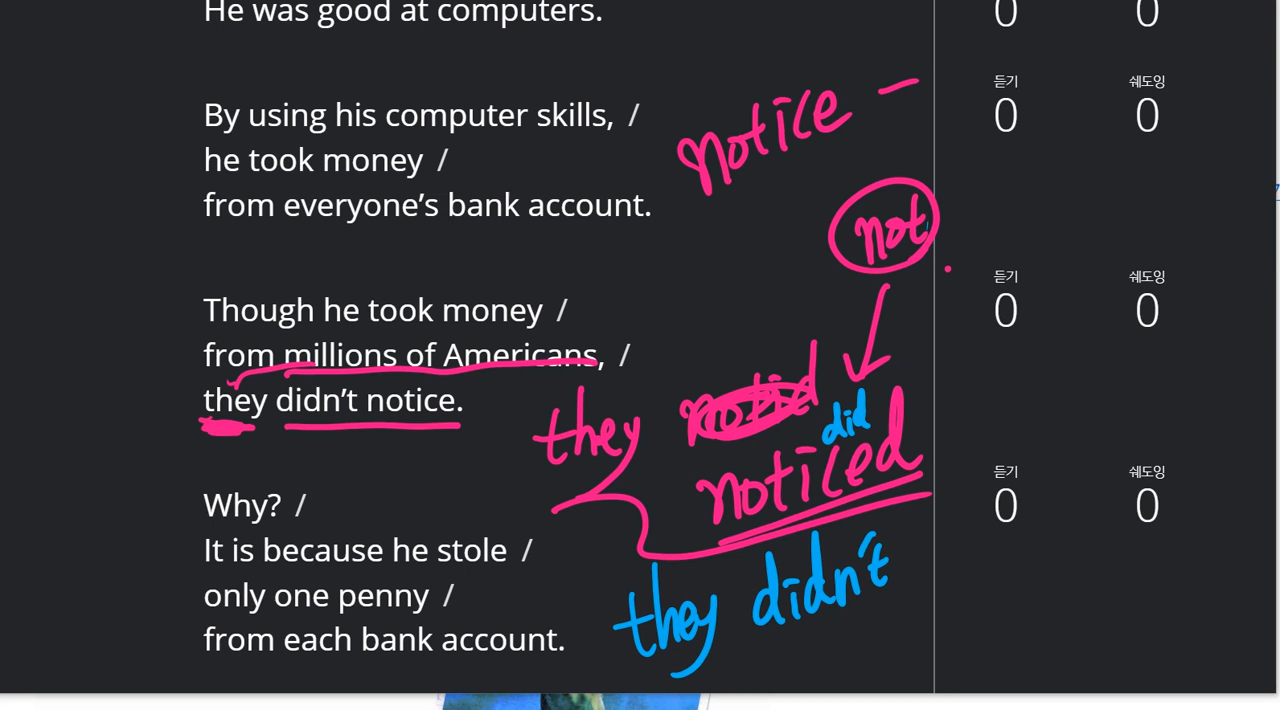 He was good at computers.
0 0
By using his computer skills, /
he took money /
from everyone's bank account.
듣기 쉐도잉
0 0
notice
not
Though he took money /
from millions of Americans, /
they didn't notice.
듣기 쉐도잉
0 0
they did
noticed
they didn't
Why? /
It is because he stole /
only one penny /
from each bank account.
듣기 쉐도잉
0 0